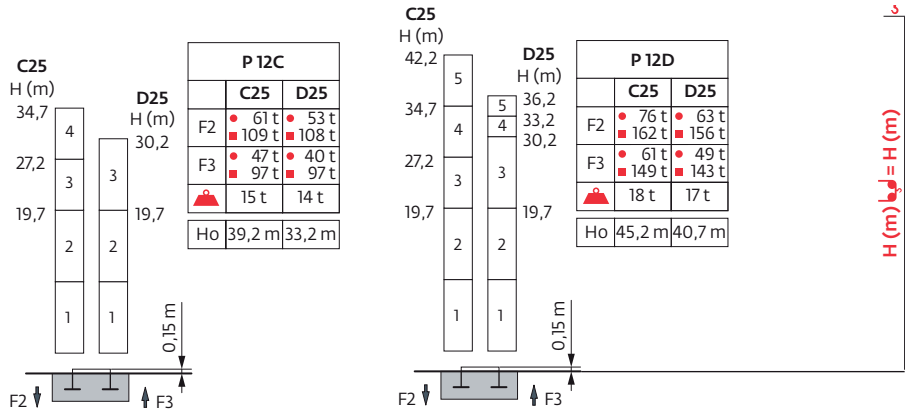 C25
H (m)
34,7
27,2
19,7
4
3
2
1
D25
H (m)
30,2
19,7
3
2
1
P 12C
C25 D25
F2 61 t 53 t
109 t 108 t
F3 47 t 40 t
97 t 97 t
15 t 14 t
Ho 39,2 m 33,2 m
0,15 m
F2 F3
C25
H (m)
42,2
34,7
27,2
19,7
5
4
3
2
1
D25
H (m)
36,2
33,2
30,2
19,7
5
4
3
2
1
P 12D
C25 D25
F2 76 t 63 t
162 t 156 t
F3 61 t 49 t
149 t 143 t
18 t 17 t
Ho 45,2 m 40,7 m
0,15 m
F2 F3
H (m) = H (m)